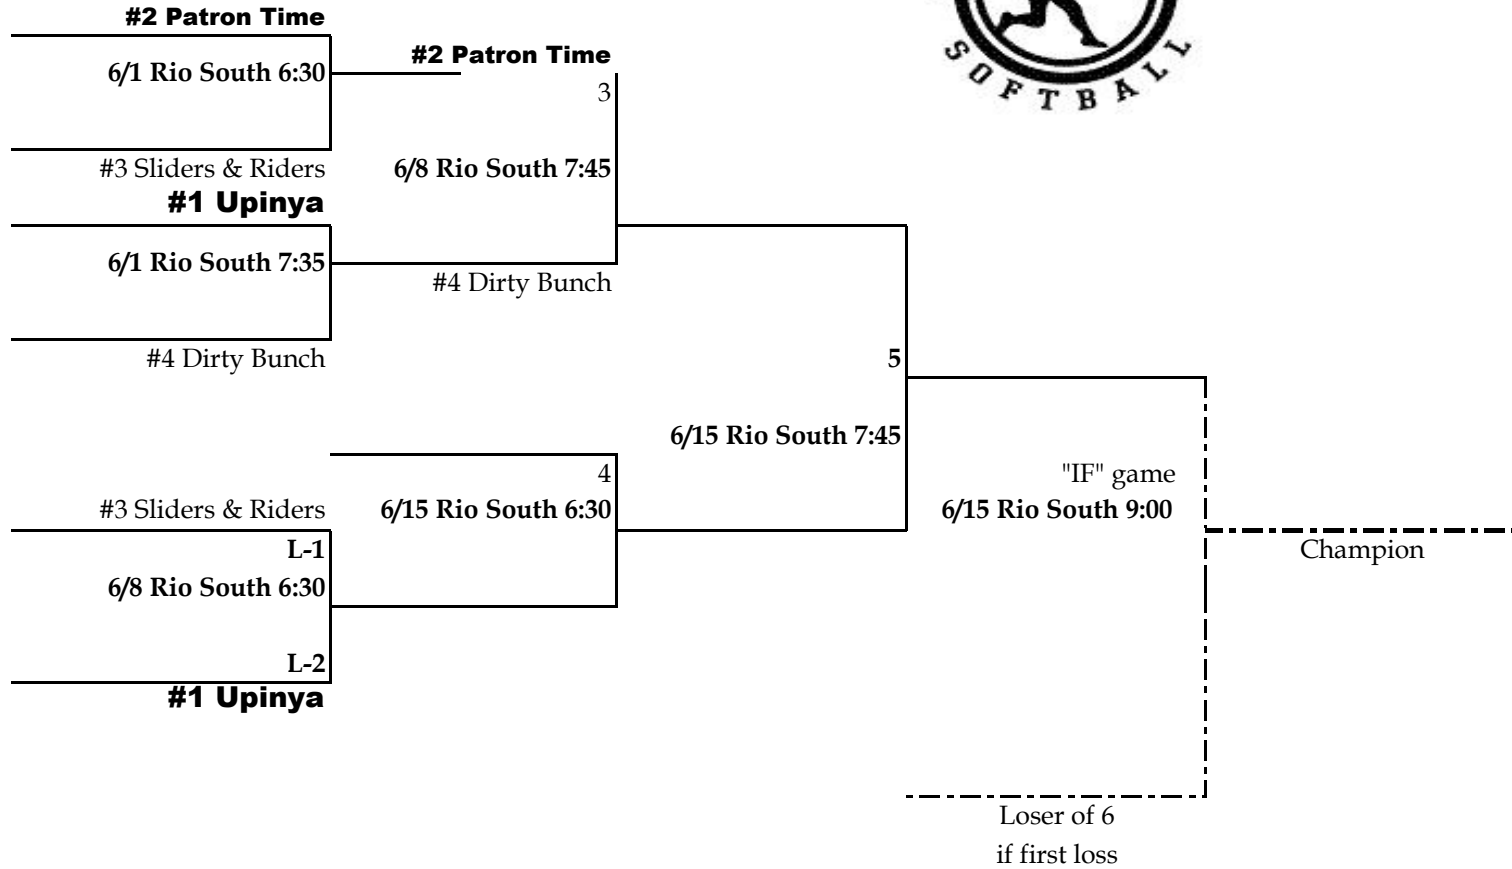 #2 Patron Time
6/1 Rio South 6:30
#3 Sliders & Riders
#1 Upinya
6/1 Rio South 7:35
#4 Dirty Bunch
#2 Patron Time
3
6/8 Rio South 7:45
#4 Dirty Bunch
SOFTBALL
#3 Sliders & Riders
L-1
6/8 Rio South 6:30
L-2
#1 Upinya
4
6/15 Rio South 6:30
5
6/15 Rio South 7:45
"IF" game
6/15 Rio South 9:00
Champion
Loser of 6
if first loss